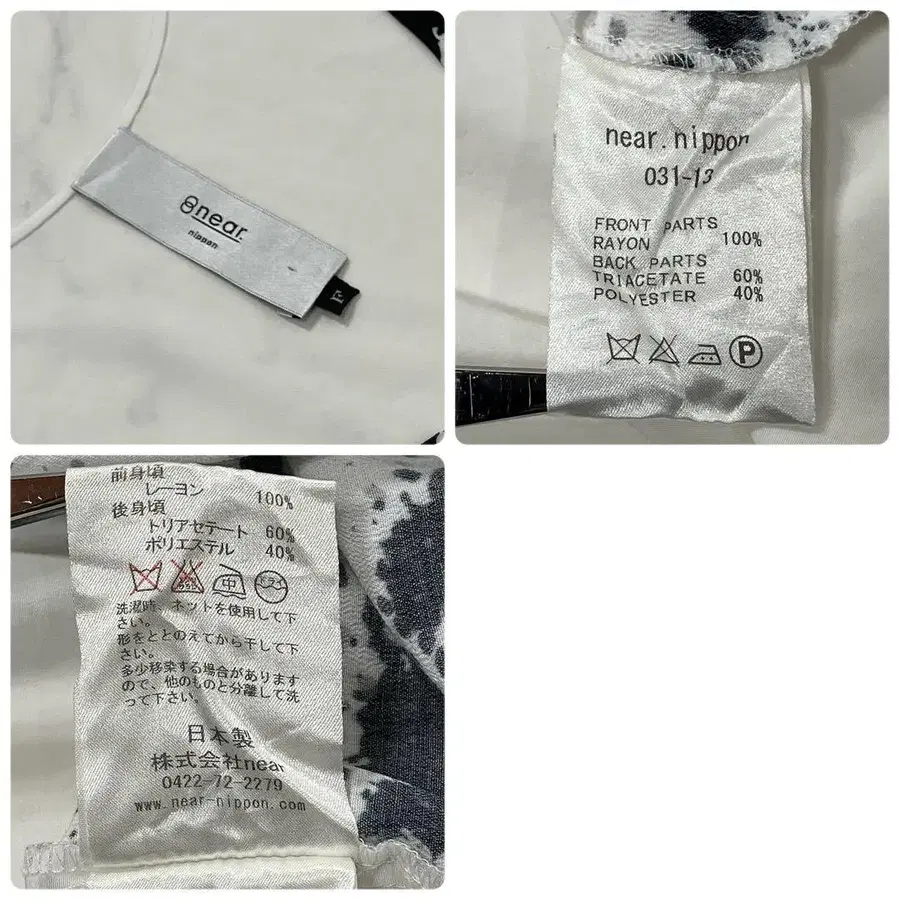 near.
nippon
near.nippon
031-13
FRONT PARTS
RAYON 100%
BACK PARTS
TRIACETATE 60%
POLYESTER 40%
P
前身頃
レーヨン 100%
後身頃
トリアセテート 60%
ポリエステル 40%
中 ドライ
洗濯時、ネットを使用して下
さい。
形をととのえてから干して下
さい。
多少移染する場合があります
ので、他のものと分離して洗
って下さい。
日本製
株式会社near
0422-72-2279
www.near-nippon.com